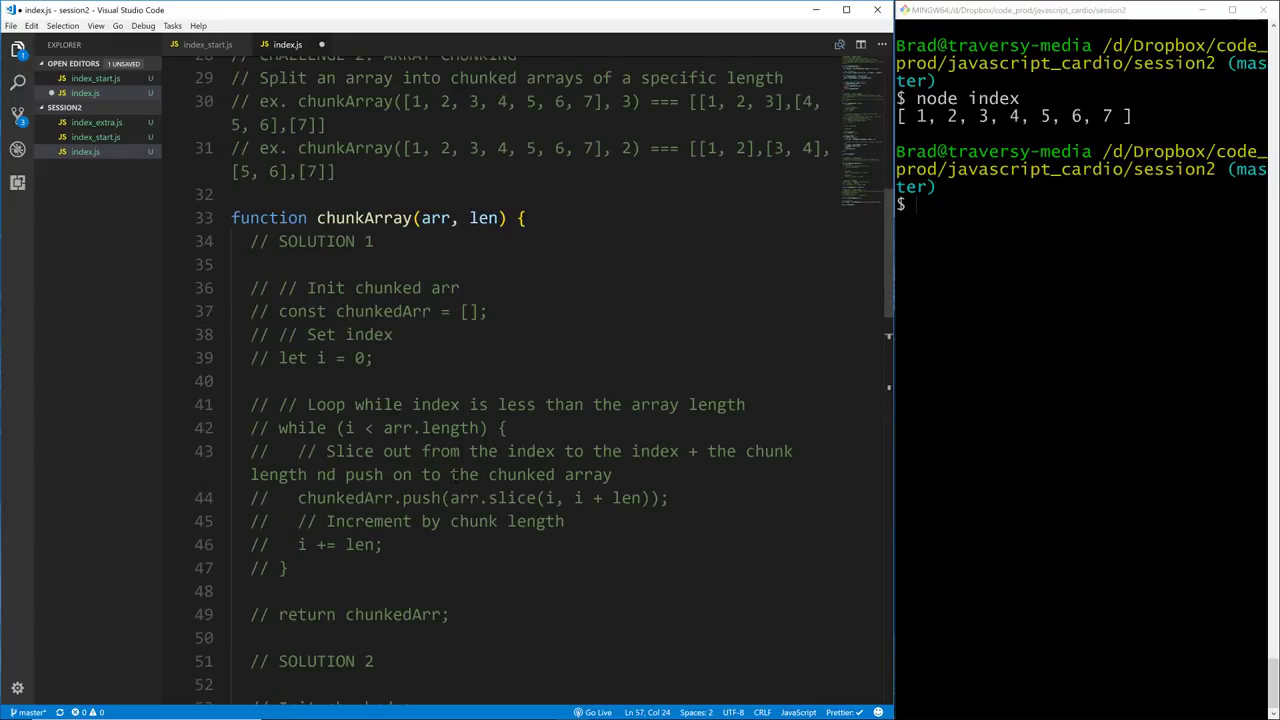 index.js - session2 - Visual Studio Code
File Edit Selection View Go Debug Tasks Help
EXPLORER
OPEN EDITORS 1 UNSAVED
index_start.js U
index.js U
SESSION2
index_extra.js U
index_start.js U
index.js U
index_start.js index.js
// CHALLENGE 2: ARRAY CHUNKING
29 // Split an array into chunked arrays of a specific length
30 // ex. chunkArray([1, 2, 3, 4, 5, 6, 7], 3) === [[1, 2, 3],[4,
5, 6],[7]]
31 // ex. chunkArray([1, 2, 3, 4, 5, 6, 7], 2) === [[1, 2],[3, 4],
[5, 6],[7]]
32
33 function chunkArray(arr, len) {
34 // SOLUTION 1
35
36 // // Init chunked arr
37 // const chunkedArr = [];
38 // // Set index
39 // let i = 0;
40
41 // // Loop while index is less than the array length
42 // while (i < arr.length) {
43 // // Slice out from the index to the index + the chunk
length nd push on to the chunked array
44 // chunkedArr.push(arr.slice(i, i + len));
45 // // Increment by chunk length
46 // i += len;
47 // }
48
49 // return chunkedArr;
50
51 // SOLUTION 2
52
master* 0 0 Go Live Ln 57, Col 24 Spaces: 2 UTF-8 CRLF JavaScript Prettier: ✓
MINGW64:/d/Dropbox/code_prod/javascript_cardio/session2
Brad@traversy-media /d/Dropbox/code_
prod/javascript_cardio/session2 (mas
ter)
$ node index
[ 1, 2, 3, 4, 5, 6, 7 ]
Brad@traversy-media /d/Dropbox/code_
prod/javascript_cardio/session2 (mas
ter)
$